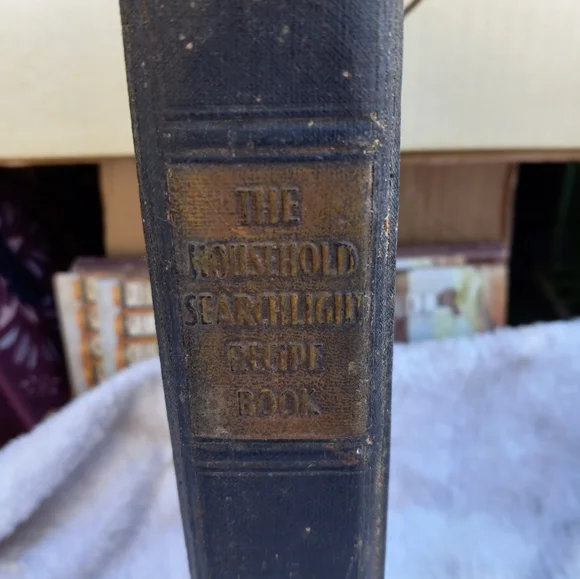 THE
HOUSEHOLD
SEARCHLIGHT
RECIPE
BOOK